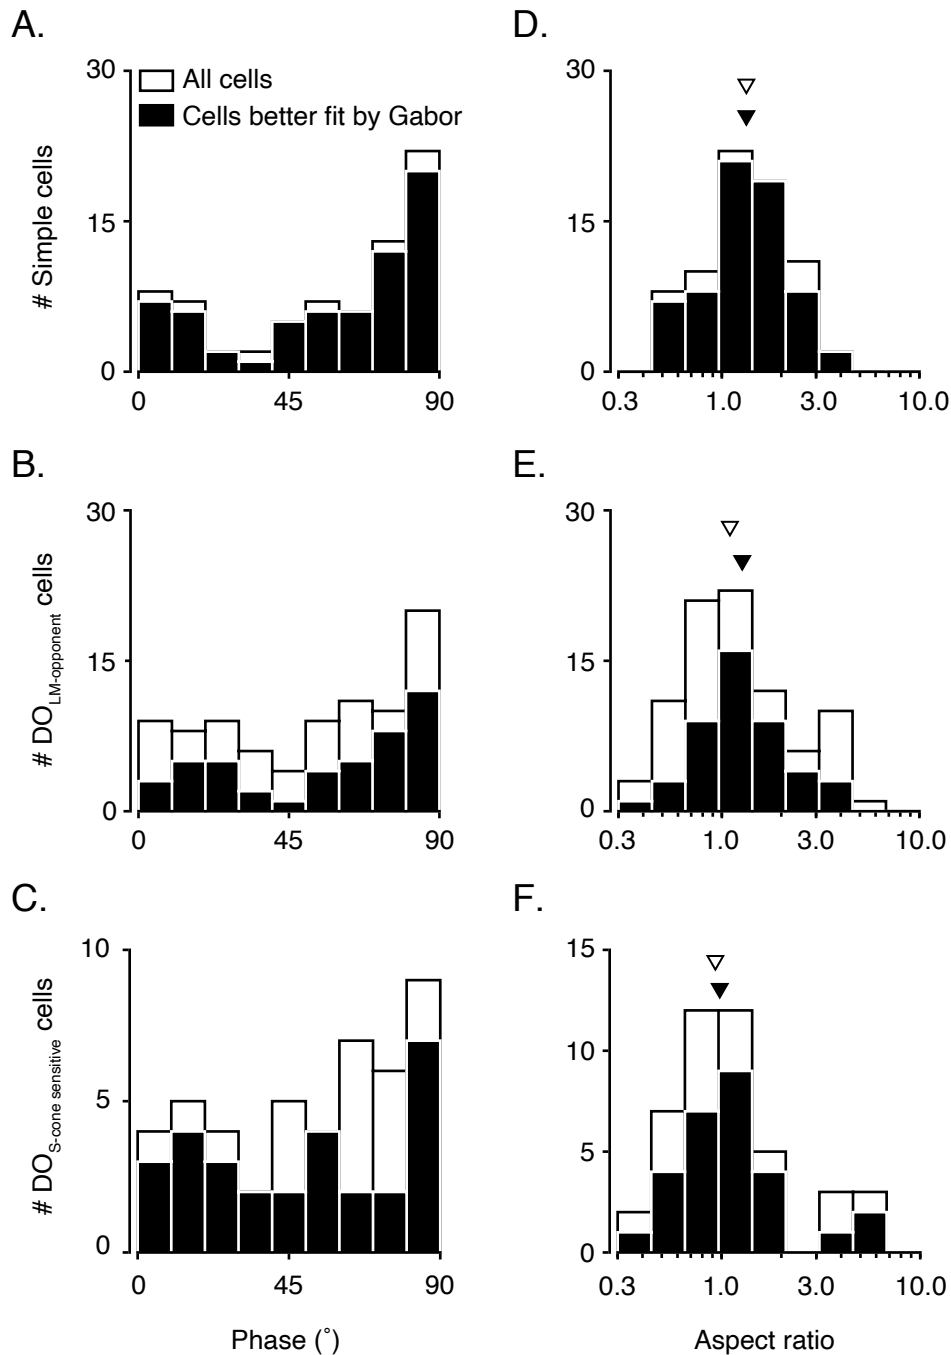 A.
30
15
0
# Simple cells
All cells
Cells better fit by Gabor
0 45 90
D.
30
15
0
0.3 1.0 3.0 10.0
B.
30
15
0
# DO LM-opponent cells
0 45 90
E.
30
15
0
0.3 1.0 3.0 10.0
C.
10
5
0
# DO S-cone sensitive cells
0 45 90
Phase (°)
F.
15
10
5
0
0.3 1.0 3.0 10.0
Aspect ratio